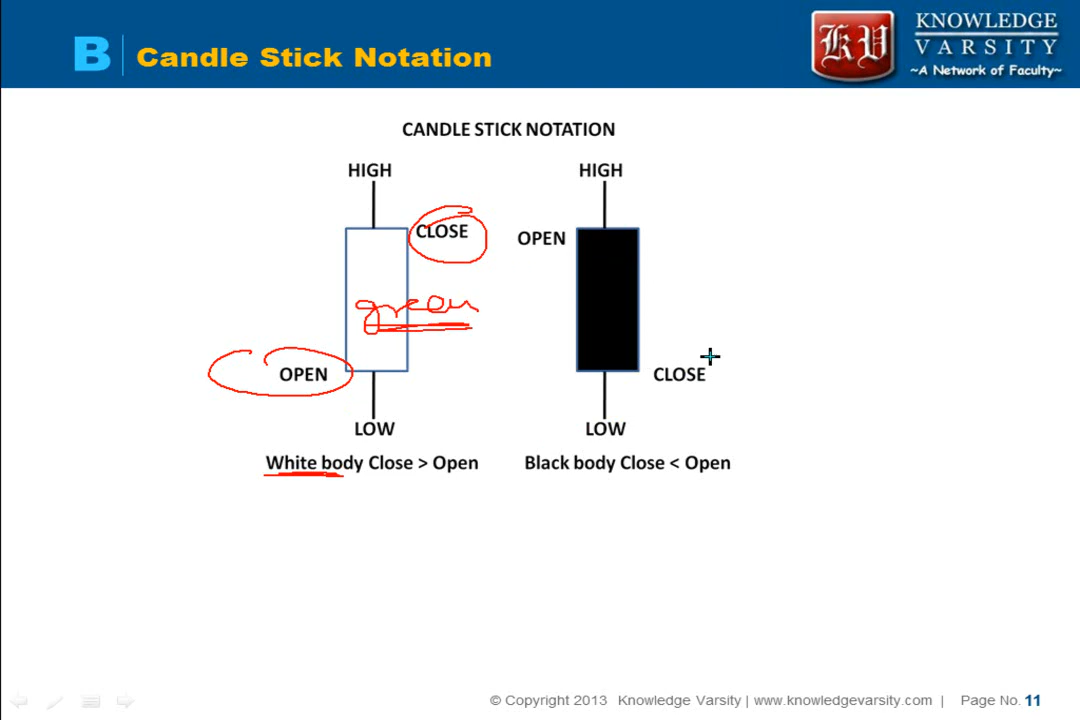 B
Candle Stick Notation
KV
KNOWLEDGE
VARSITY
~A Network of Faculty~
CANDLE STICK NOTATION
HIGH
HIGH
CLOSE
OPEN
green
OPEN
CLOSE
LOW
LOW
White body Close > Open
Black body Close < Open
© Copyright 2013 Knowledge Varsity | www.knowledgevarsity.com | Page No. 11